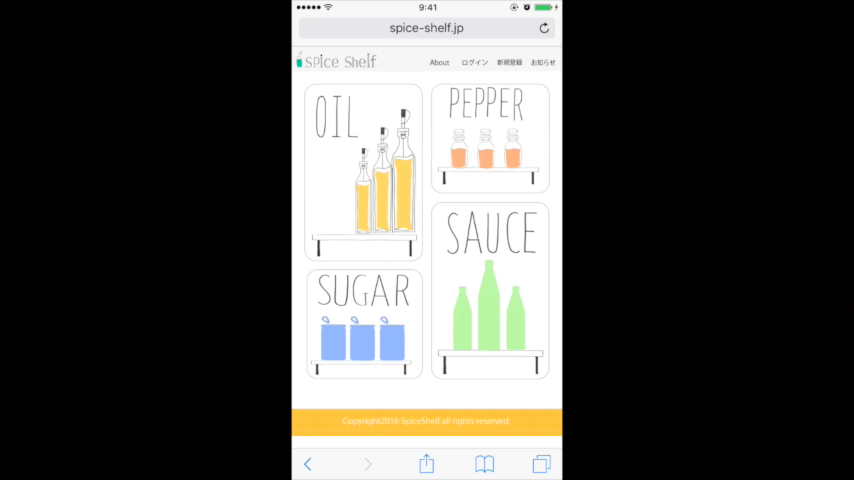 9:41
spice-shelf.jp
Spice Shelf
About ログイン 新規登録 お知らせ
OIL
PEPPER
SAUCE
SUGAR
Copyright2016 SpiceShelf all rights reserved.